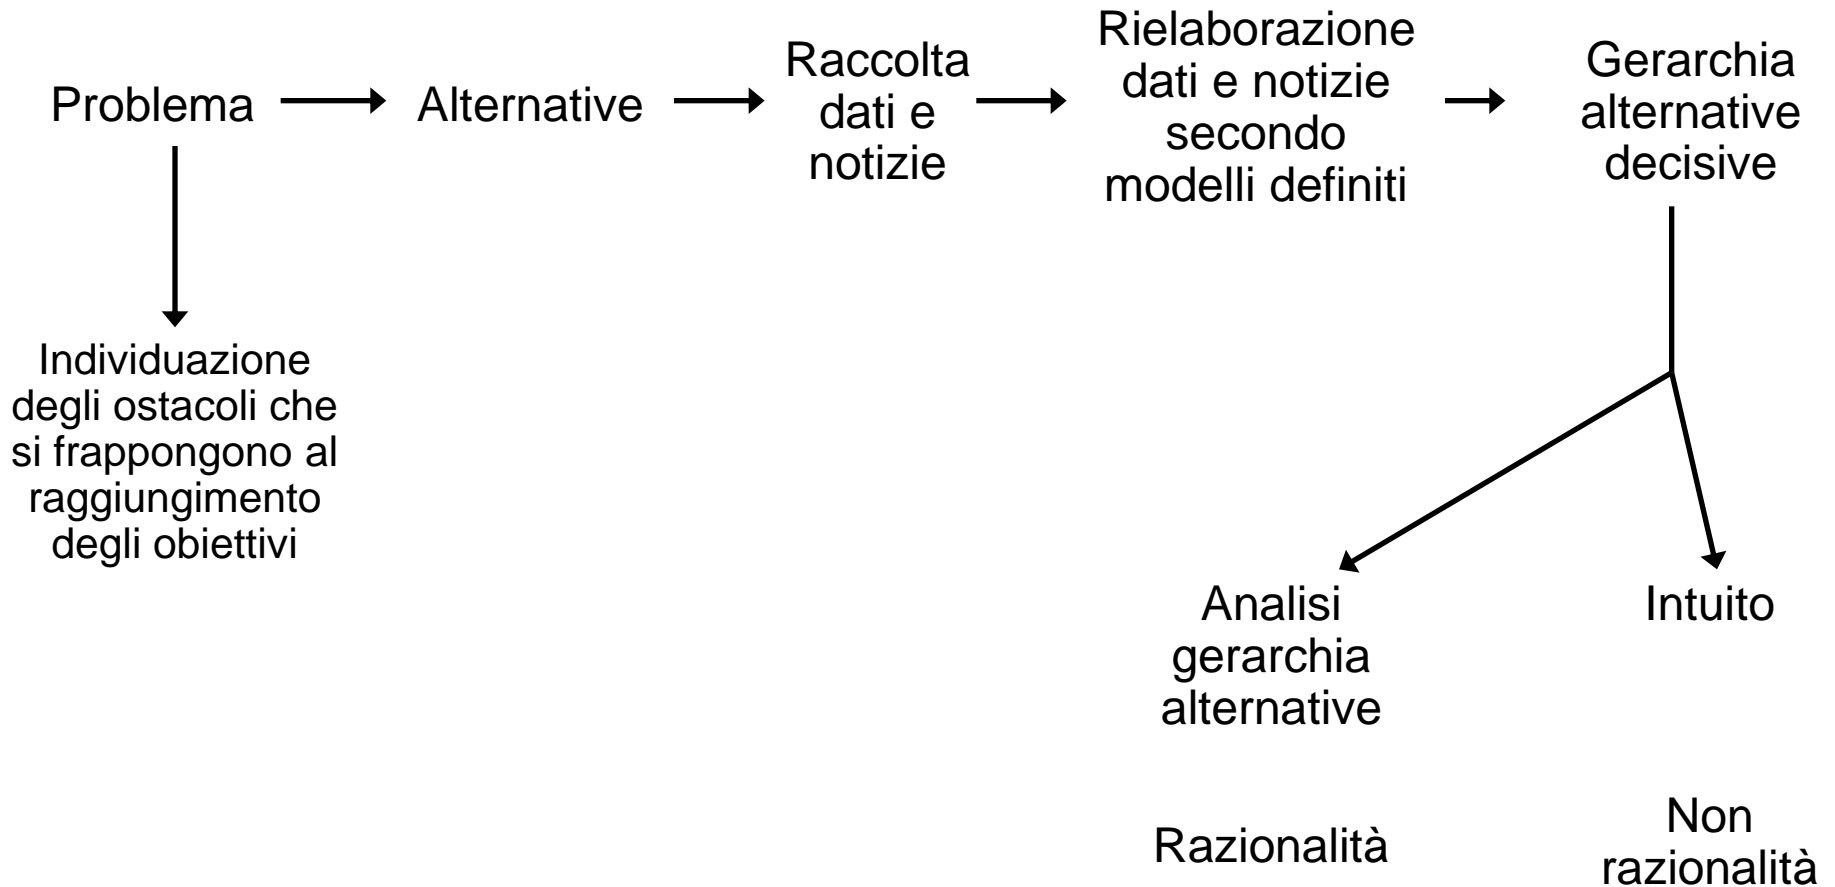 Problema
Alternative
Raccolta
dati e
notizie
Rielaborazione
dati e notizie
secondo
modelli definiti
Gerarchia
alternative
decisive
Individuazione
degli ostacoli che
si frappongono al
raggiungimento
degli obiettivi
Analisi
gerarchia
alternative
Intuito
Razionalità
Non
razionalità